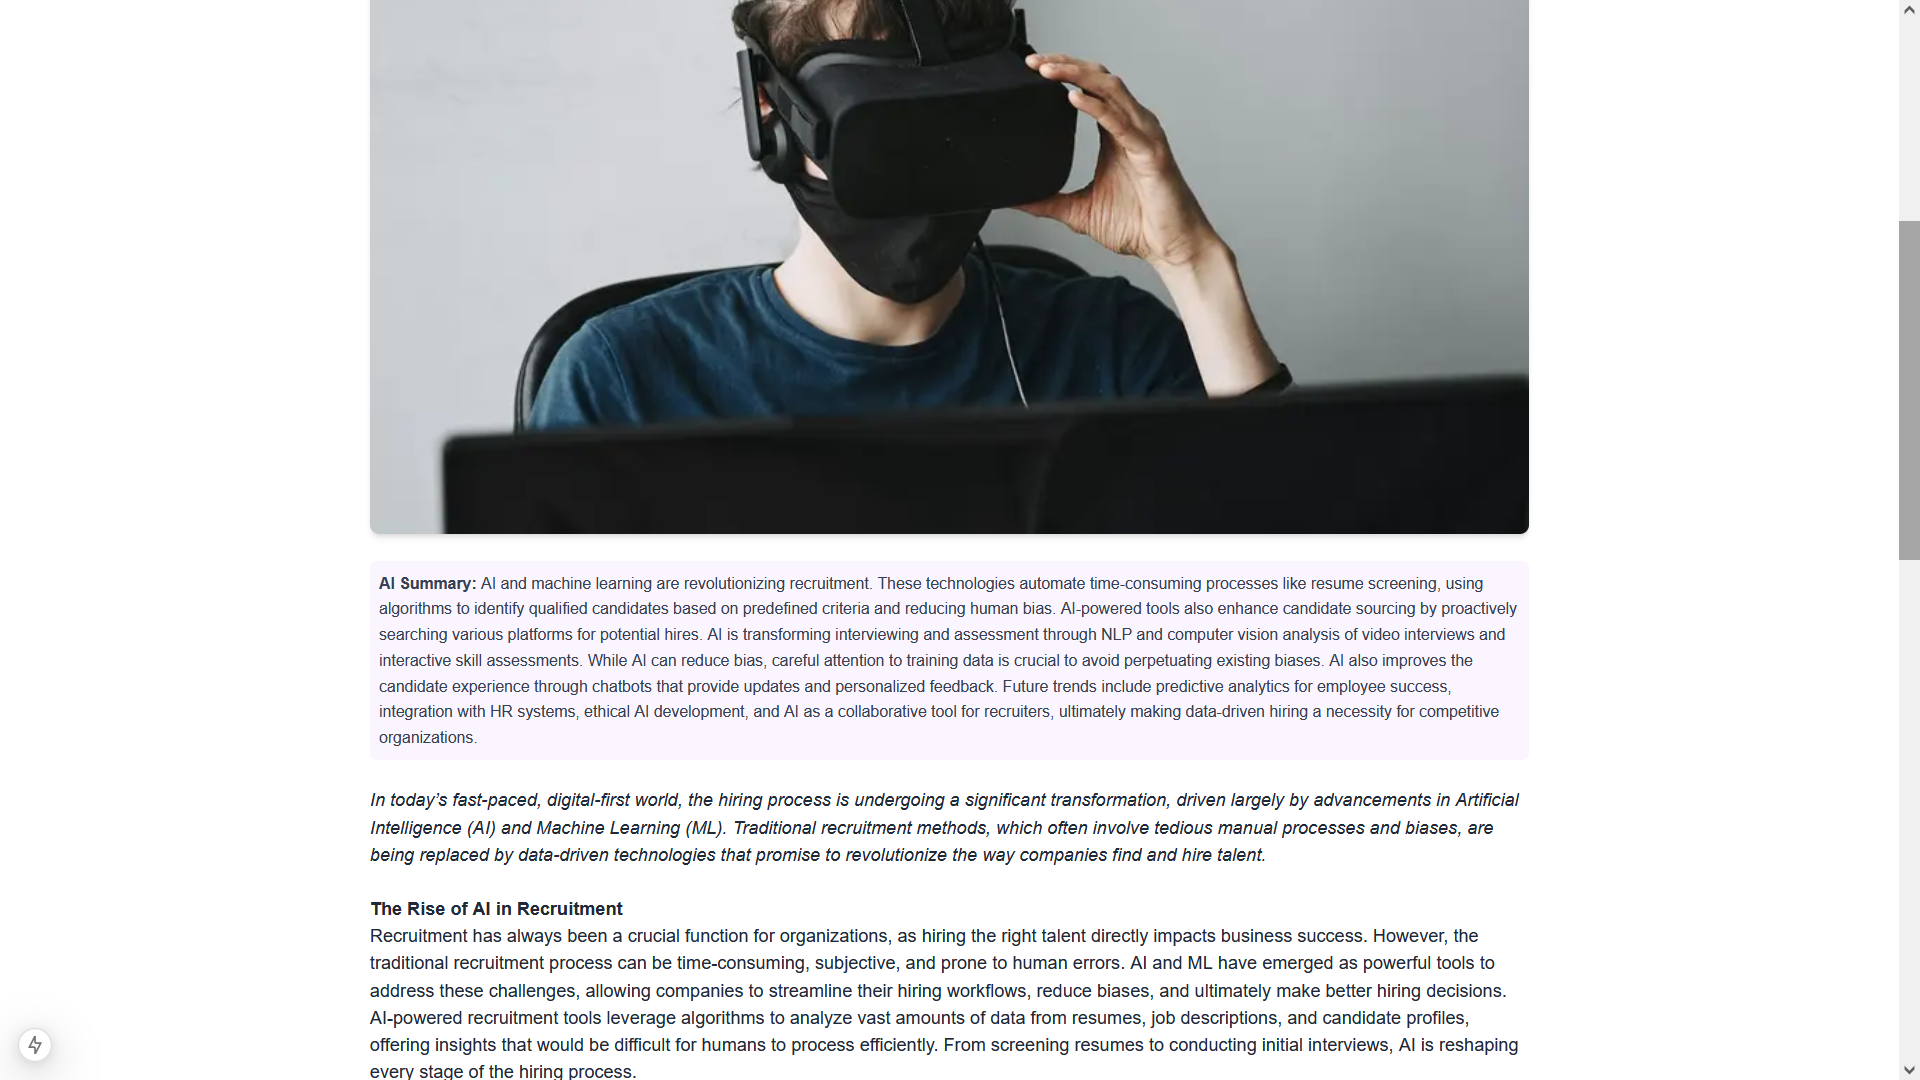 AI Summary: AI and machine learning are revolutionizing recruitment. These technologies automate time-consuming processes like resume screening, using
algorithms to identify qualified candidates based on predefined criteria and reducing human bias. AI-powered tools also enhance candidate sourcing by proactively
searching various platforms for potential hires. AI is transforming interviewing and assessment through NLP and computer vision analysis of video interviews and
interactive skill assessments. While AI can reduce bias, careful attention to training data is crucial to avoid perpetuating existing biases. AI also improves the
candidate experience through chatbots that provide updates and personalized feedback. Future trends include predictive analytics for employee success,
integration with HR systems, ethical AI development, and AI as a collaborative tool for recruiters, ultimately making data-driven hiring a necessity for competitive
organizations.
In today’s fast-paced, digital-first world, the hiring process is undergoing a significant transformation, driven largely by advancements in Artificial
Intelligence (AI) and Machine Learning (ML). Traditional recruitment methods, which often involve tedious manual processes and biases, are
being replaced by data-driven technologies that promise to revolutionize the way companies find and hire talent.
The Rise of AI in Recruitment
Recruitment has always been a crucial function for organizations, as hiring the right talent directly impacts business success. However, the
traditional recruitment process can be time-consuming, subjective, and prone to human errors. AI and ML have emerged as powerful tools to
address these challenges, allowing companies to streamline their hiring workflows, reduce biases, and ultimately make better hiring decisions.
AI-powered recruitment tools leverage algorithms to analyze vast amounts of data from resumes, job descriptions, and candidate profiles,
offering insights that would be difficult for humans to process efficiently. From screening resumes to conducting initial interviews, AI is reshaping
every stage of the hiring process.